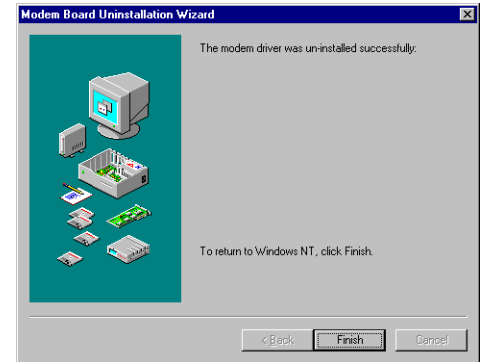 Modem Board Uninstallation Wizard
The modem driver was un-installed successfully:
To return to Windows NT, click Finish.
< Back Finish Cancel